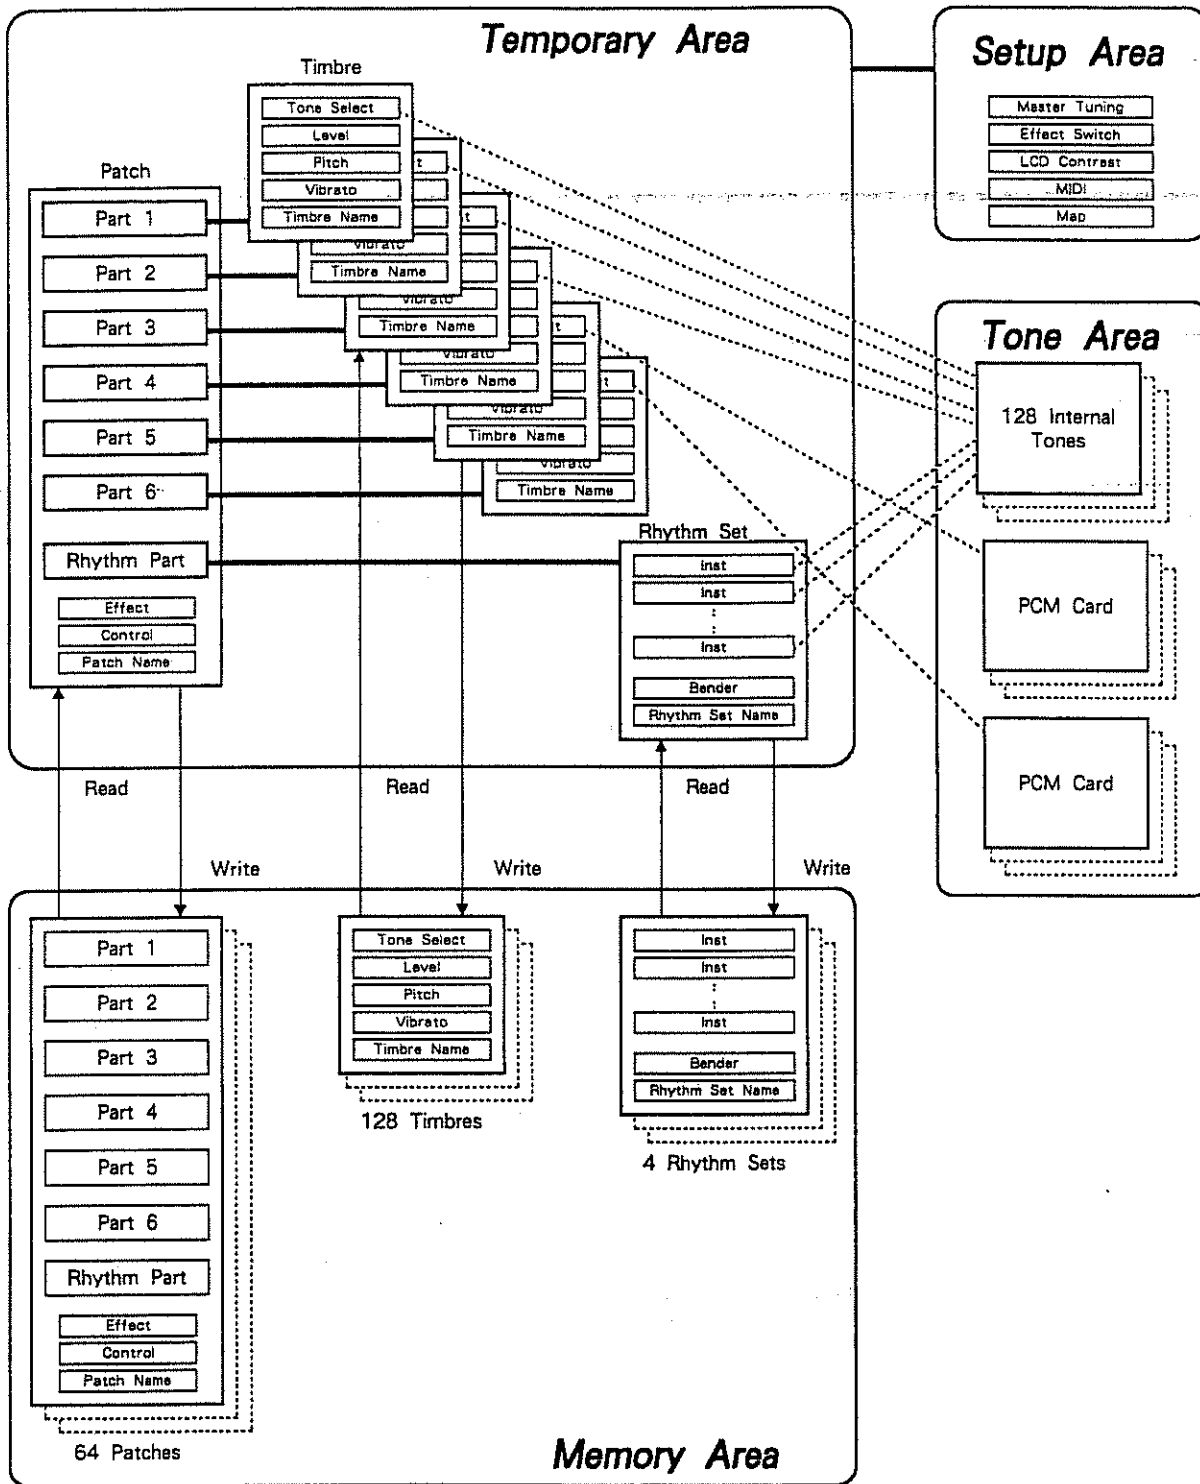 Temporary Area
Timbre
Tone Select
Level
Pitch
Vibrato
Timbre Name
Vibrato
Timbre Name
Vibrato
Timbre Name
Vibrato
Timbre Name
Vibrato
Timbre Name
Vibrato
Timbre Name
Patch
Part 1
Part 2
Part 3
Part 4
Part 5
Part 6
Rhythm Part
Effect
Control
Patch Name
Rhythm Set
Inst
Inst
Inst
Bender
Rhythm Set Name
Setup Area
Master Tuning
Effect Switch
LCD Contrast
MIDI
Map
Tone Area
128 Internal
Tones
PCM Card
PCM Card
Read
Read
Read
Write
Write
Write
Part 1
Part 2
Part 3
Part 4
Part 5
Part 6
Rhythm Part
Effect
Control
Patch Name
64 Patches
Tone Select
Level
Pitch
Vibrato
Timbre Name
128 Timbres
Inst
Inst
Inst
Bender
Rhythm Set Name
4 Rhythm Sets
Memory Area